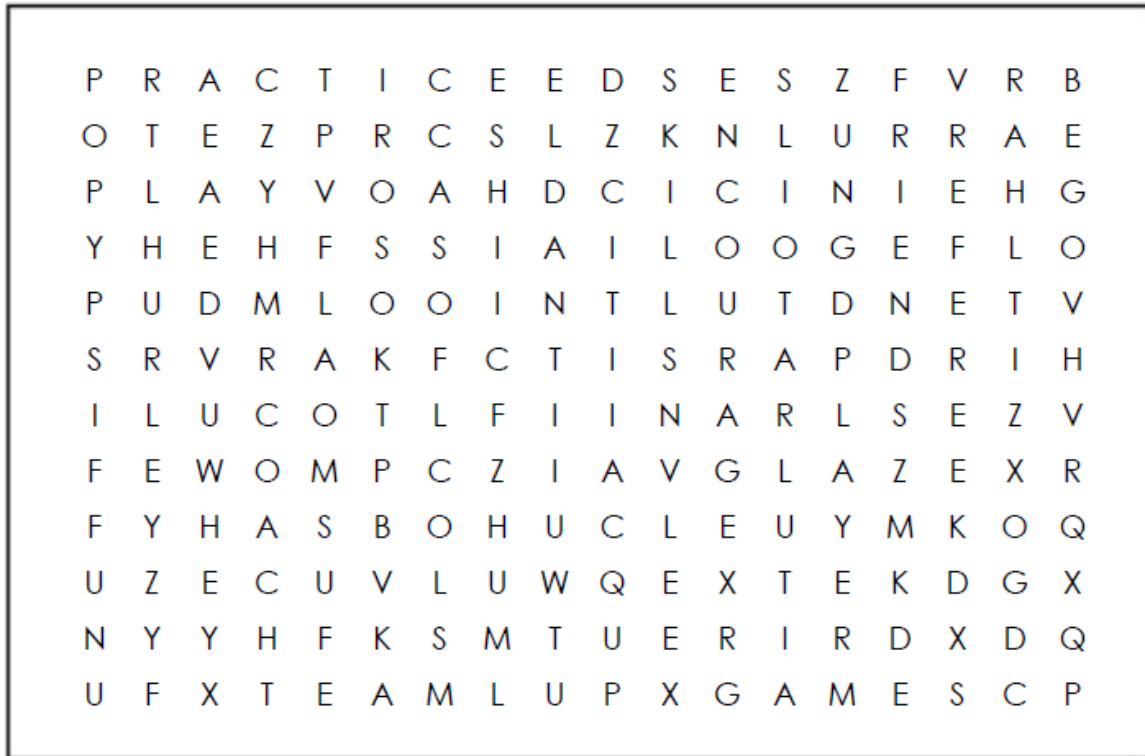 P R A C T I C E E D S E S Z F V R B
O T E Z P R C S L Z K N L U R R A E
P L A Y V O A H D C I C I N I E H G
Y H E H F S S I A I L O O G E F L O
P U D M L O O I N T L U T D N E T V
S R V R A K F C T I S R A P D R I H
I L U C O T L F I I N A R L S E Z V
F E W O M P C Z I A V G L A Z E X R
F Y H A S B O H U C L E U Y M K O Q
U Z E C U V L U W Q E X T E K D G X
N Y Y H F K S M T U E R I R D X D Q
U F X T E A M L U P X G A M E S C P